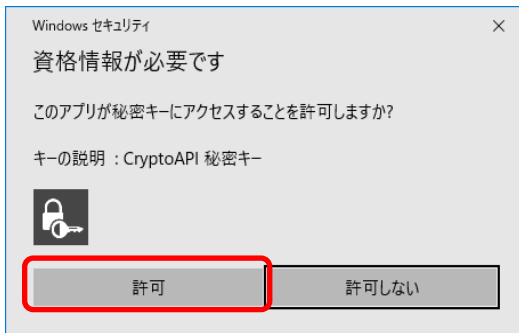 Windows セキュリティ
資格情報が必要です
このアプリが秘密キーにアクセスすることを許可しますか?
キーの説明 : CryptoAPI 秘密キー
許可
許可しない